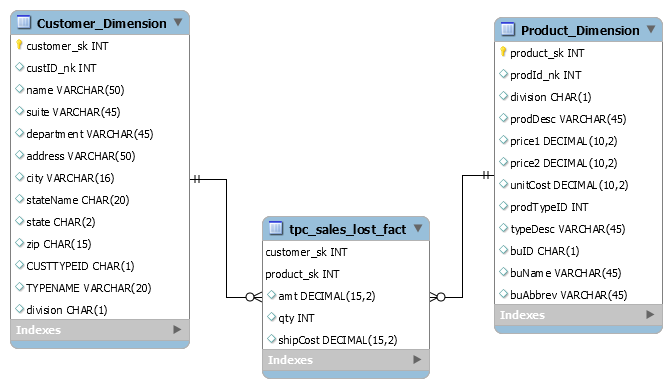 Customer_Dimension
customer_sk INT
custID_nk INT
name VARCHAR(50)
suite VARCHAR(45)
department VARCHAR(45)
address VARCHAR(50)
city VARCHAR(16)
stateName CHAR(20)
state CHAR(2)
zip CHAR(15)
CUSTTYPEID CHAR(1)
TYPENAME VARCHAR(20)
division CHAR(1)
Indexes
tpc_sales_lost_fact
customer_sk INT
product_sk INT
amt DECIMAL(15,2)
qty INT
shipCost DECIMAL(15,2)
Indexes
Product_Dimension
product_sk INT
prodId_nk INT
division CHAR(1)
prodDesc VARCHAR(45)
price1 DECIMAL(10,2)
price2 DECIMAL(10,2)
unitCost DECIMAL(10,2)
prodTypeID INT
typeDesc VARCHAR(45)
buID CHAR(1)
buName VARCHAR(45)
buAbbrev VARCHAR(45)
Indexes